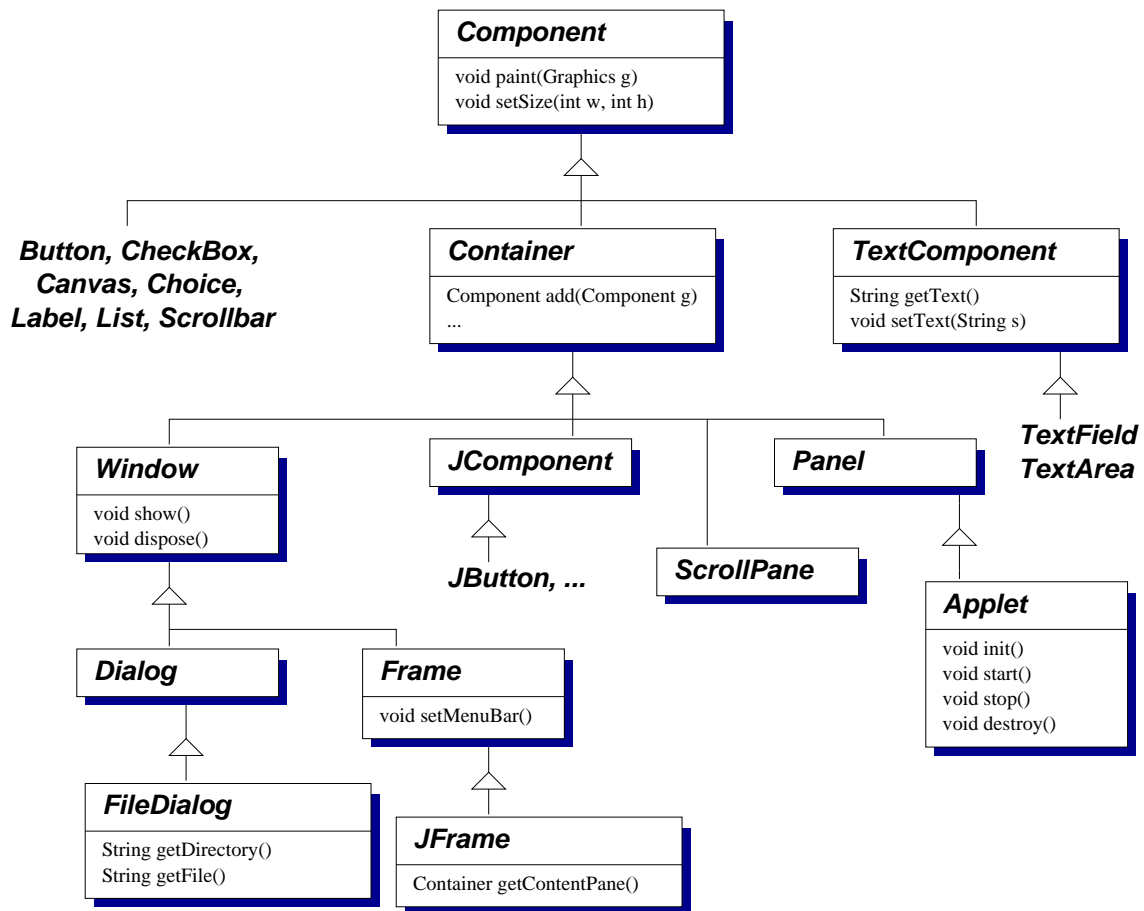 Component
void paint(Graphics g)
void setSize(int w, int h)
Button, CheckBox,
Canvas, Choice,
Label, List, Scrollbar
Container
Component add(Component g)
...
TextComponent
String getText()
void setText(String s)
TextField
TextArea
Window
void show()
void dispose()
JComponent
JButton, ...
ScrollPane
Panel
Applet
void init()
void start()
void stop()
void destroy()
Dialog
Frame
void setMenuBar()
FileDialog
String getDirectory()
String getFile()
JFrame
Container getContentPane()